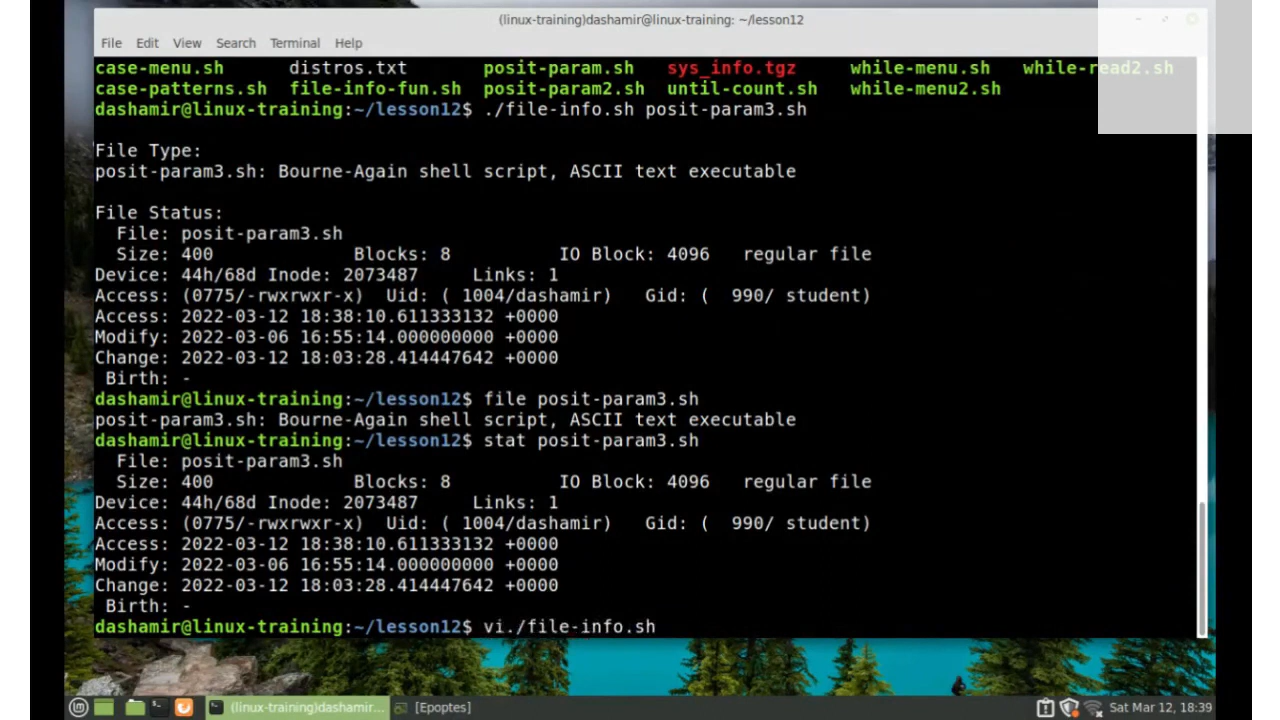 (linux-training)dashamir@linux-training: ~/lesson12
File Edit View Search Terminal Help
case-menu.sh distros.txt posit-param.sh sys_info.tgz while-menu.sh while-read2.sh
case-patterns.sh file-info-fun.sh posit-param2.sh until-count.sh while-menu2.sh
dashamir@linux-training:~/lesson12$ ./file-info.sh posit-param3.sh
File Type:
posit-param3.sh: Bourne-Again shell script, ASCII text executable
File Status:
File: posit-param3.sh
Size: 400 Blocks: 8 IO Block: 4096 regular file
Device: 44h/68d Inode: 2073487 Links: 1
Access: (0775/-rwxrwxr-x) Uid: ( 1004/dashamir) Gid: ( 990/ student)
Access: 2022-03-12 18:38:10.611333132 +0000
Modify: 2022-03-06 16:55:14.000000000 +0000
Change: 2022-03-12 18:03:28.414447642 +0000
Birth: -
dashamir@linux-training:~/lesson12$ file posit-param3.sh
posit-param3.sh: Bourne-Again shell script, ASCII text executable
dashamir@linux-training:~/lesson12$ stat posit-param3.sh
File: posit-param3.sh
Size: 400 Blocks: 8 IO Block: 4096 regular file
Device: 44h/68d Inode: 2073487 Links: 1
Access: (0775/-rwxrwxr-x) Uid: ( 1004/dashamir) Gid: ( 990/ student)
Access: 2022-03-12 18:38:10.611333132 +0000
Modify: 2022-03-06 16:55:14.000000000 +0000
Change: 2022-03-12 18:03:28.414447642 +0000
Birth: -
dashamir@linux-training:~/lesson12$ vi./file-info.sh
(linux-training)dashamir... [Epoptes] Sat Mar 12, 18:39